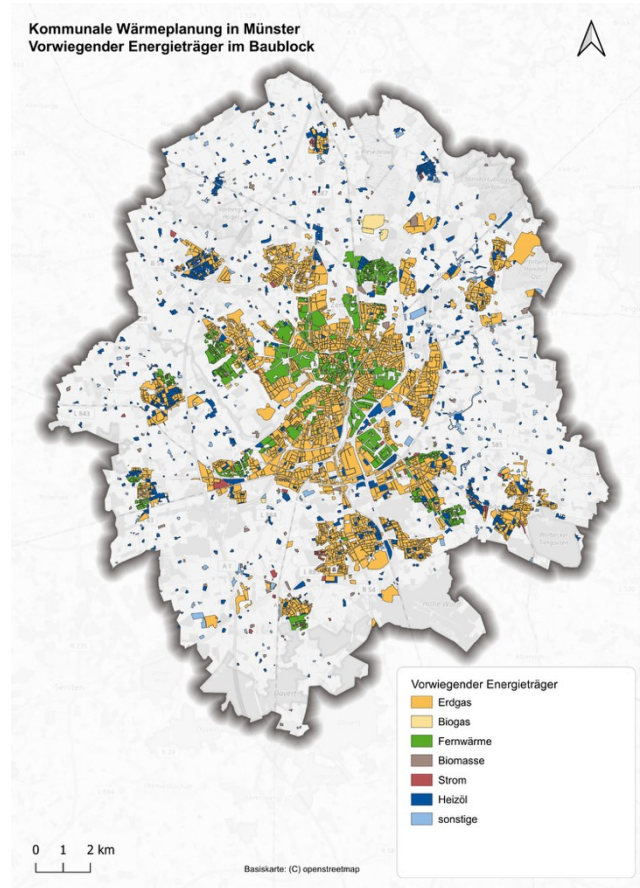 Kommunale Wärmeplanung in Münster
Vorwiegender Energieträger im Baublock
L 843
Vorwiegender Energieträger
Erdgas
Biogas
Fernwärme
Biomasse
Strom
Heizöl
sonstige
0 1 2 km
Basiskarte: (C) openstreetmap